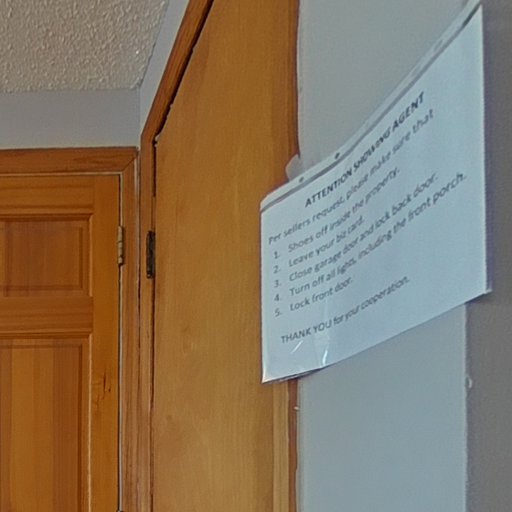 ATTENTION SHOWING AGENT
Per sellers request, please make sure that
1. Shoes off inside the property.
2. Leave your biz card.
3. Close garage door and lock back door.
4. Turn off all lights, including the front porch.
5. Lock front door.
THANK YOU for your cooperation.